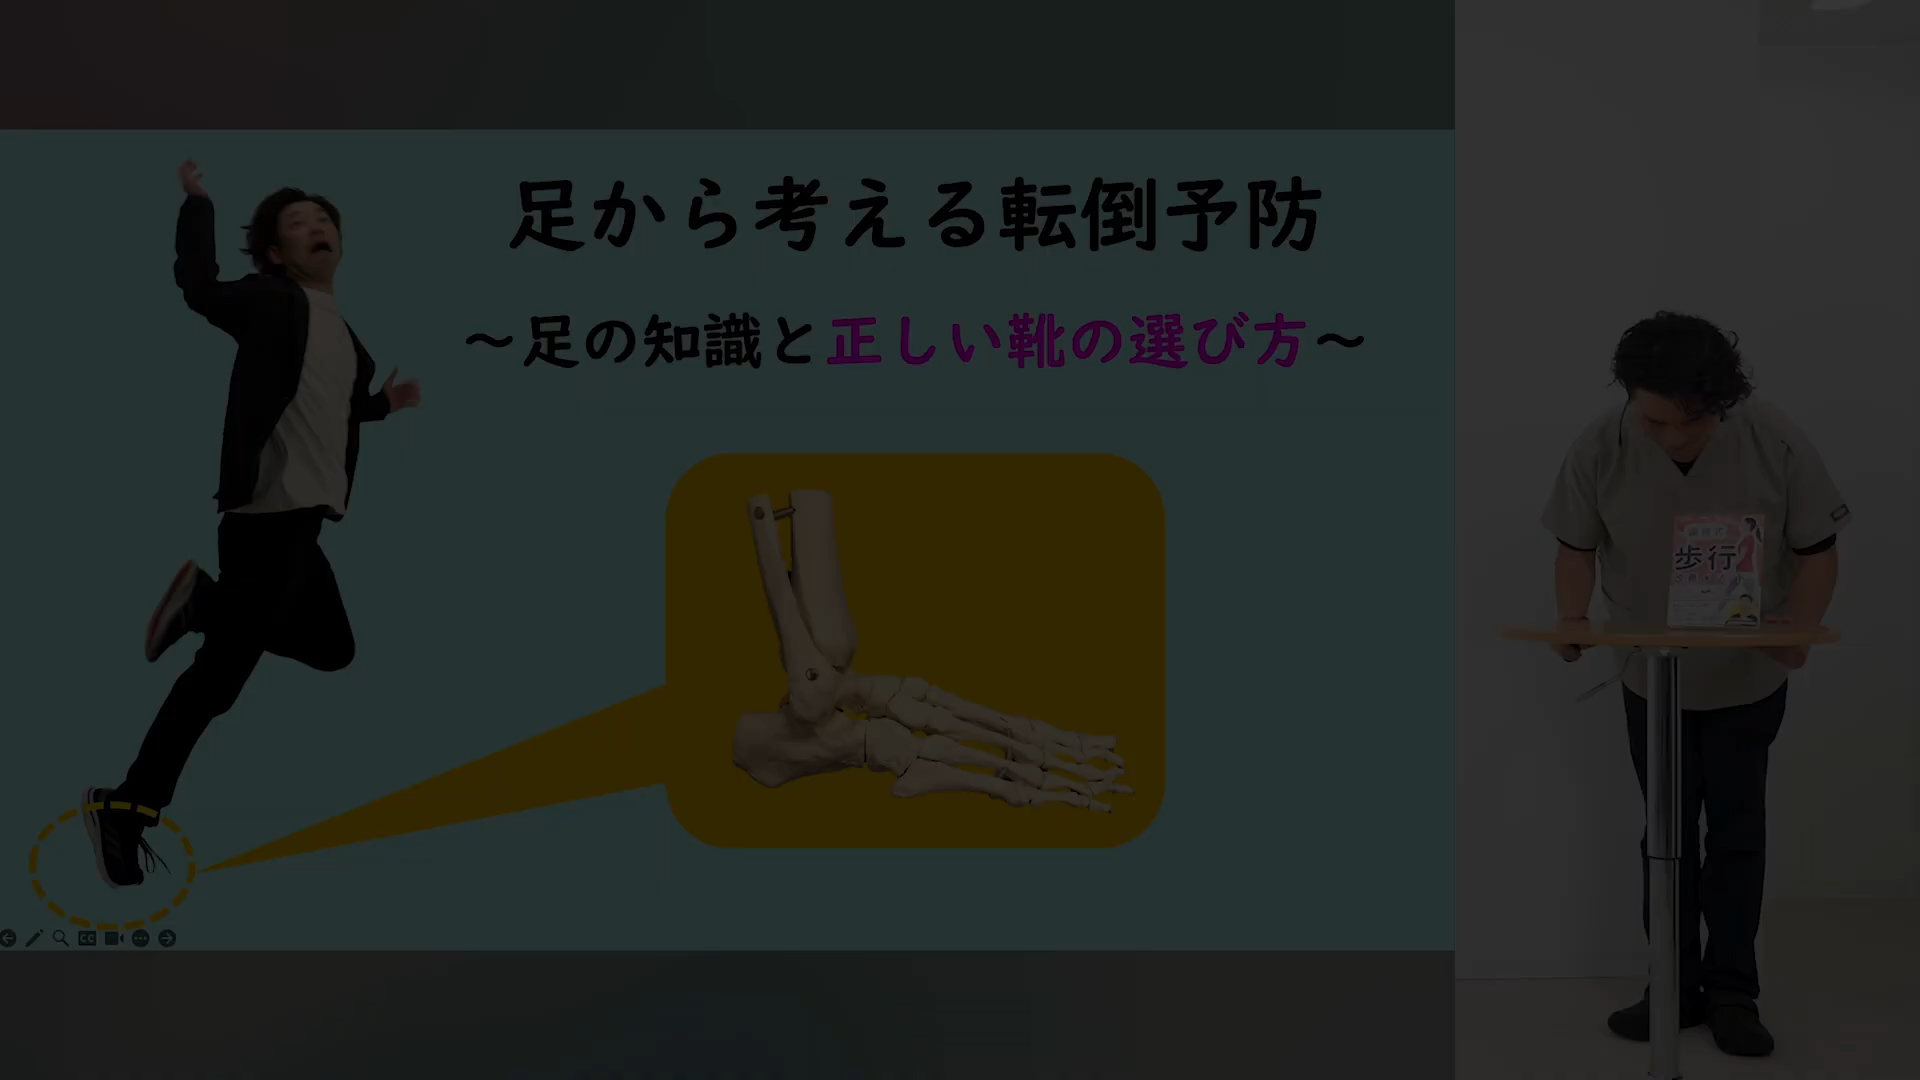 足から考える転倒予防
～足の知識と正しい靴の選び方～
CC
歩行